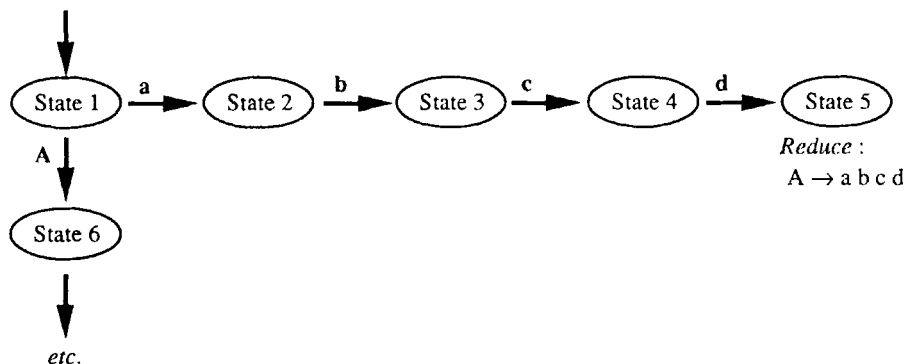 a b c d
State 1 State 2 State 3 State 4 State 5
Reduce :
A
A → a b c d
State 6
etc.